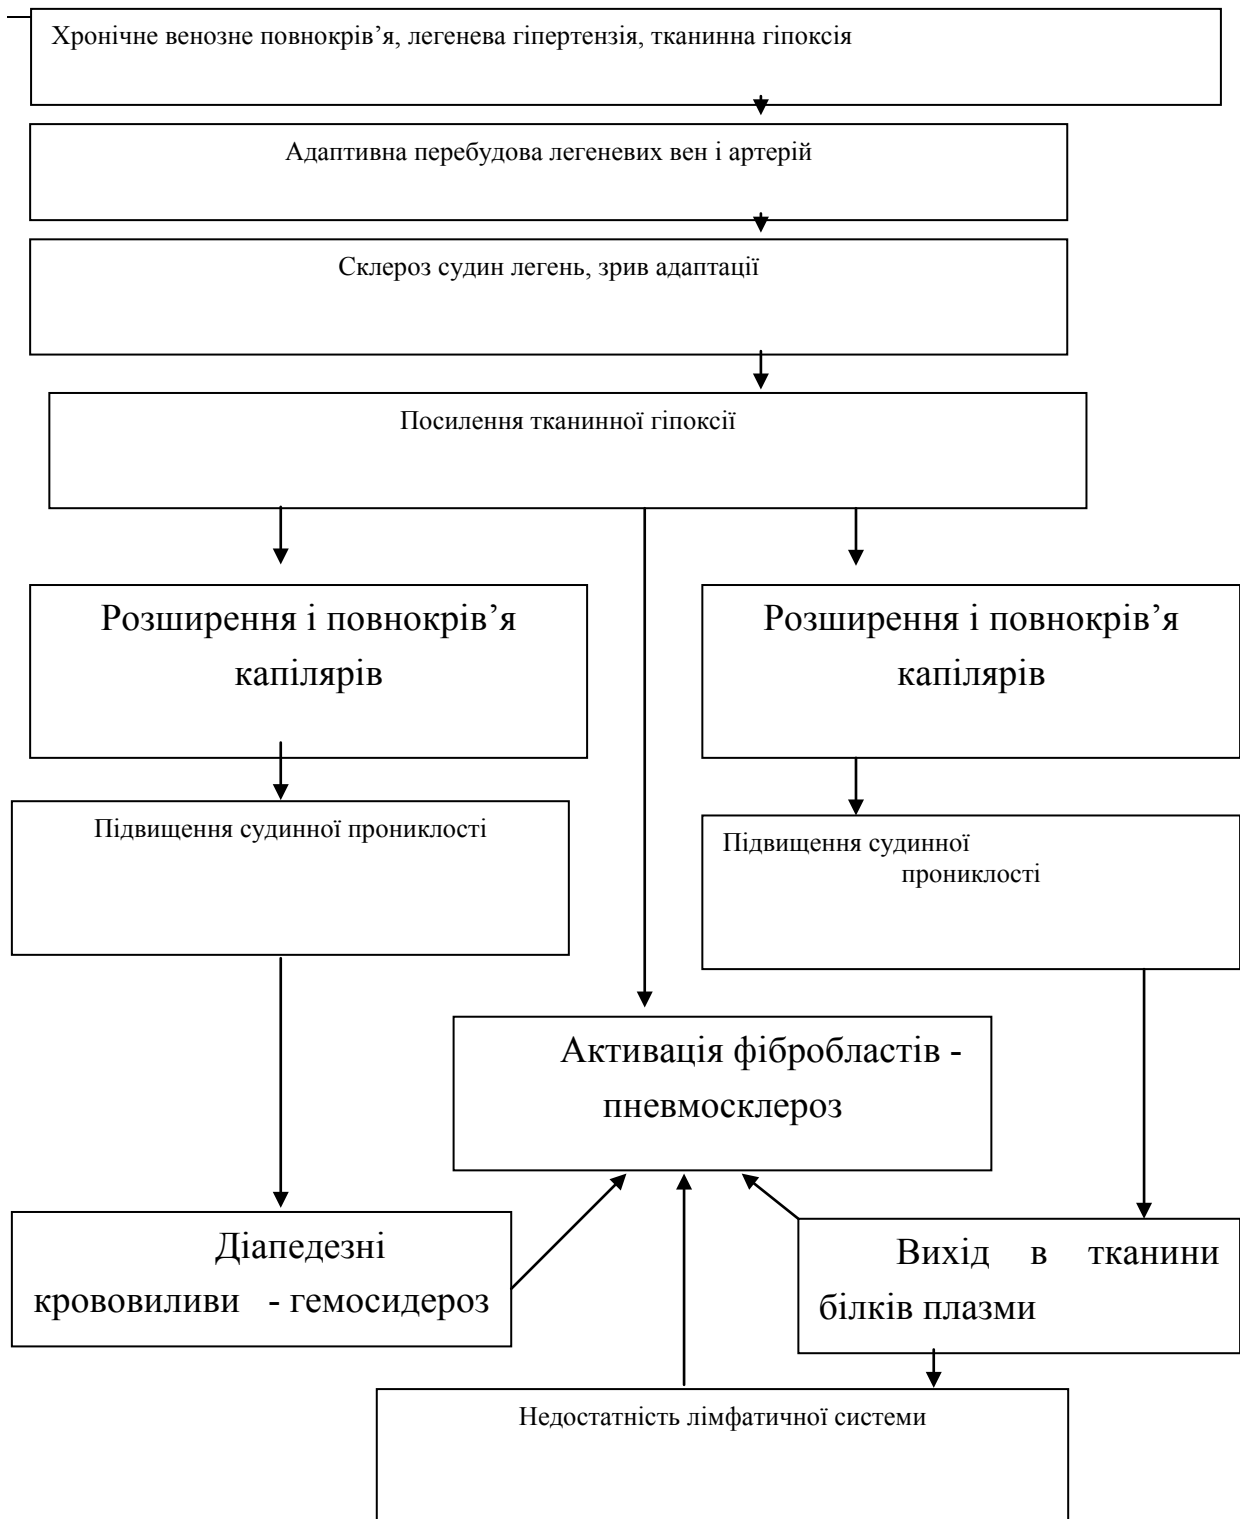 Хронічне венозне повнокрів’я, легенева гіпертензія, тканинна гіпоксія
Адаптивна перебудова легеневих вен і артерій
Склероз судин легень, зрив адаптації
Посилення тканинної гіпоксії
Розширення і повнокрів’я
капілярів
Розширення і повнокрів’я
капілярів
Підвищення судинної прониклості
Підвищення судинної
прониклості
Активація фібробластів -
пневмосклероз
Діапедезні
крововиливи - гемосидероз
Вихід в тканини
білків плазми
Недостатність лімфатичної системи